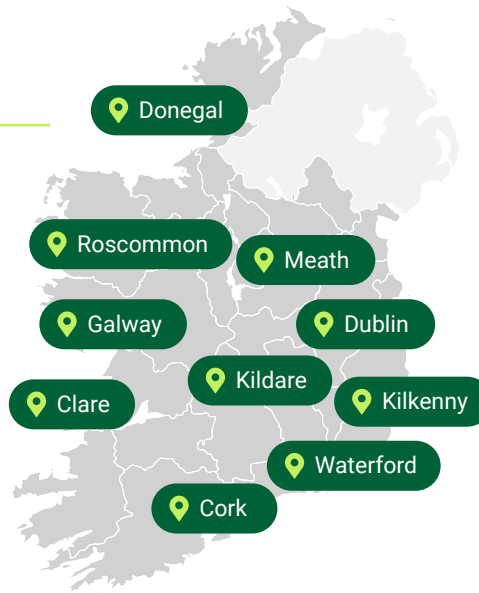 Donegal
Roscommon
Meath
Galway
Dublin
Kildare
Kilkenny
Clare
Waterford
Cork